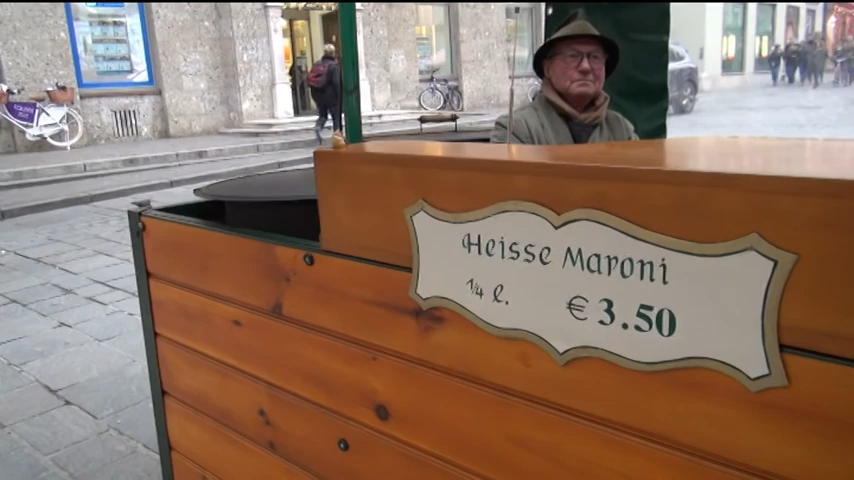 Heisse Maroni
¼ l.
€ 3.50